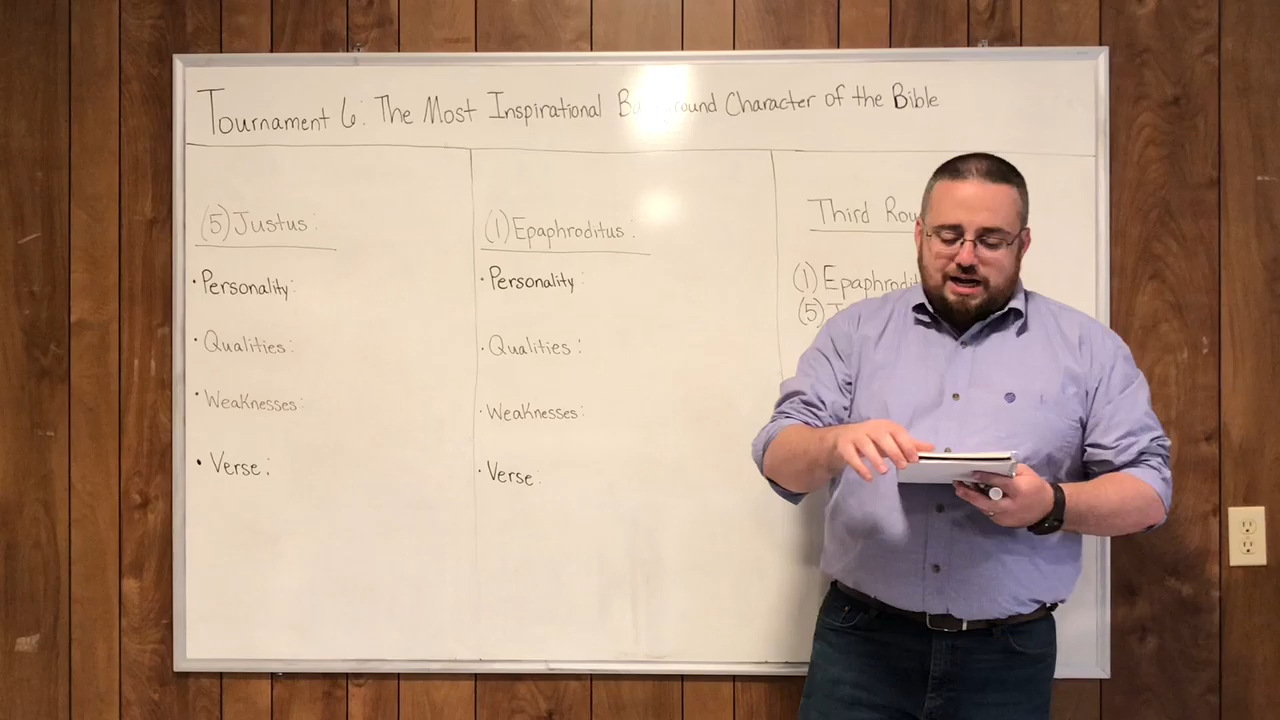 Tournament 6: The Most Inspirational Background Character of the Bible
(5) Justus:
• Personality:
• Qualities:
• Weaknesses:
• Verse:
(1) Epaphroditus:
• Personality:
• Qualities:
• Weaknesses:
• Verse:
Third
(1)
(5)